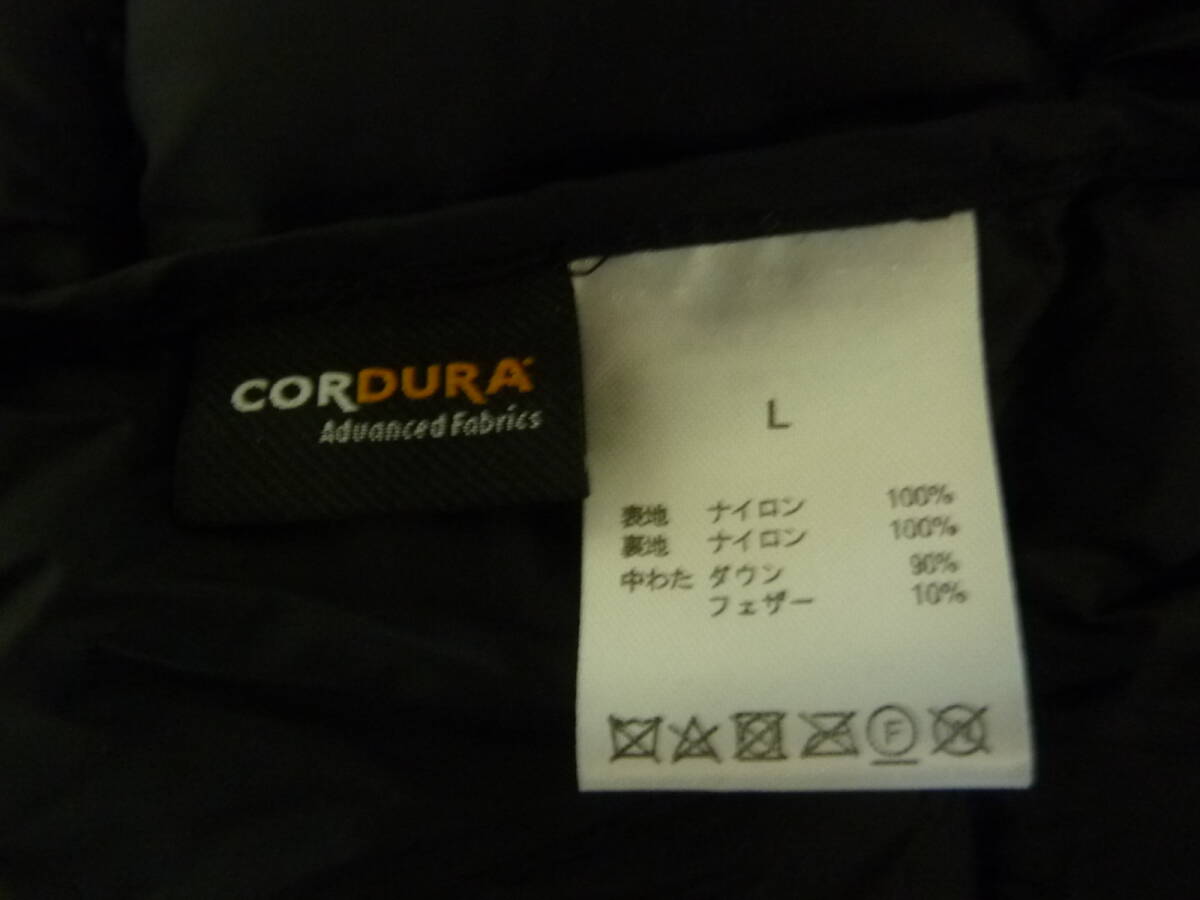 CORDURA
Advanced Fabrics
L
表地 ナイロン 100%
裏地 ナイロン 100%
中わた ダウン 90%
フェザー 10%
F